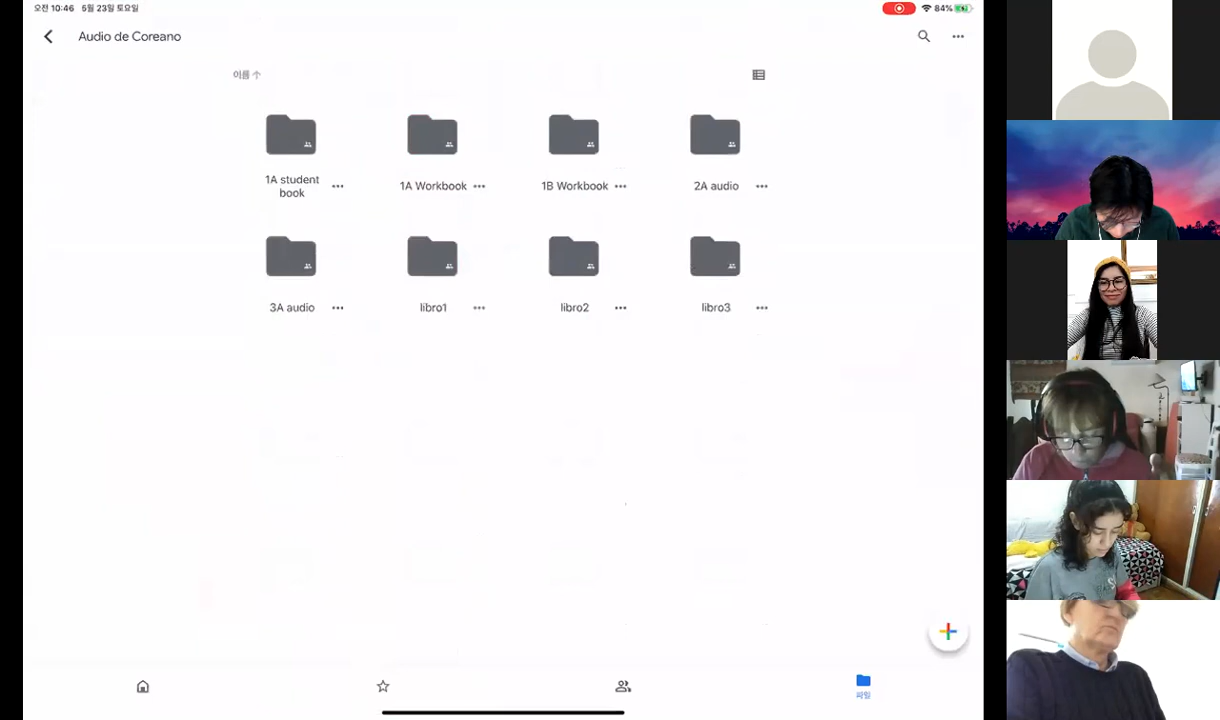 오전 10:46 5월 23일 토요일
84%
Audio de Coreano
이름
1A student book
1A Workbook
1B Workbook
2A audio
3A audio
libro1
libro2
libro3
파일